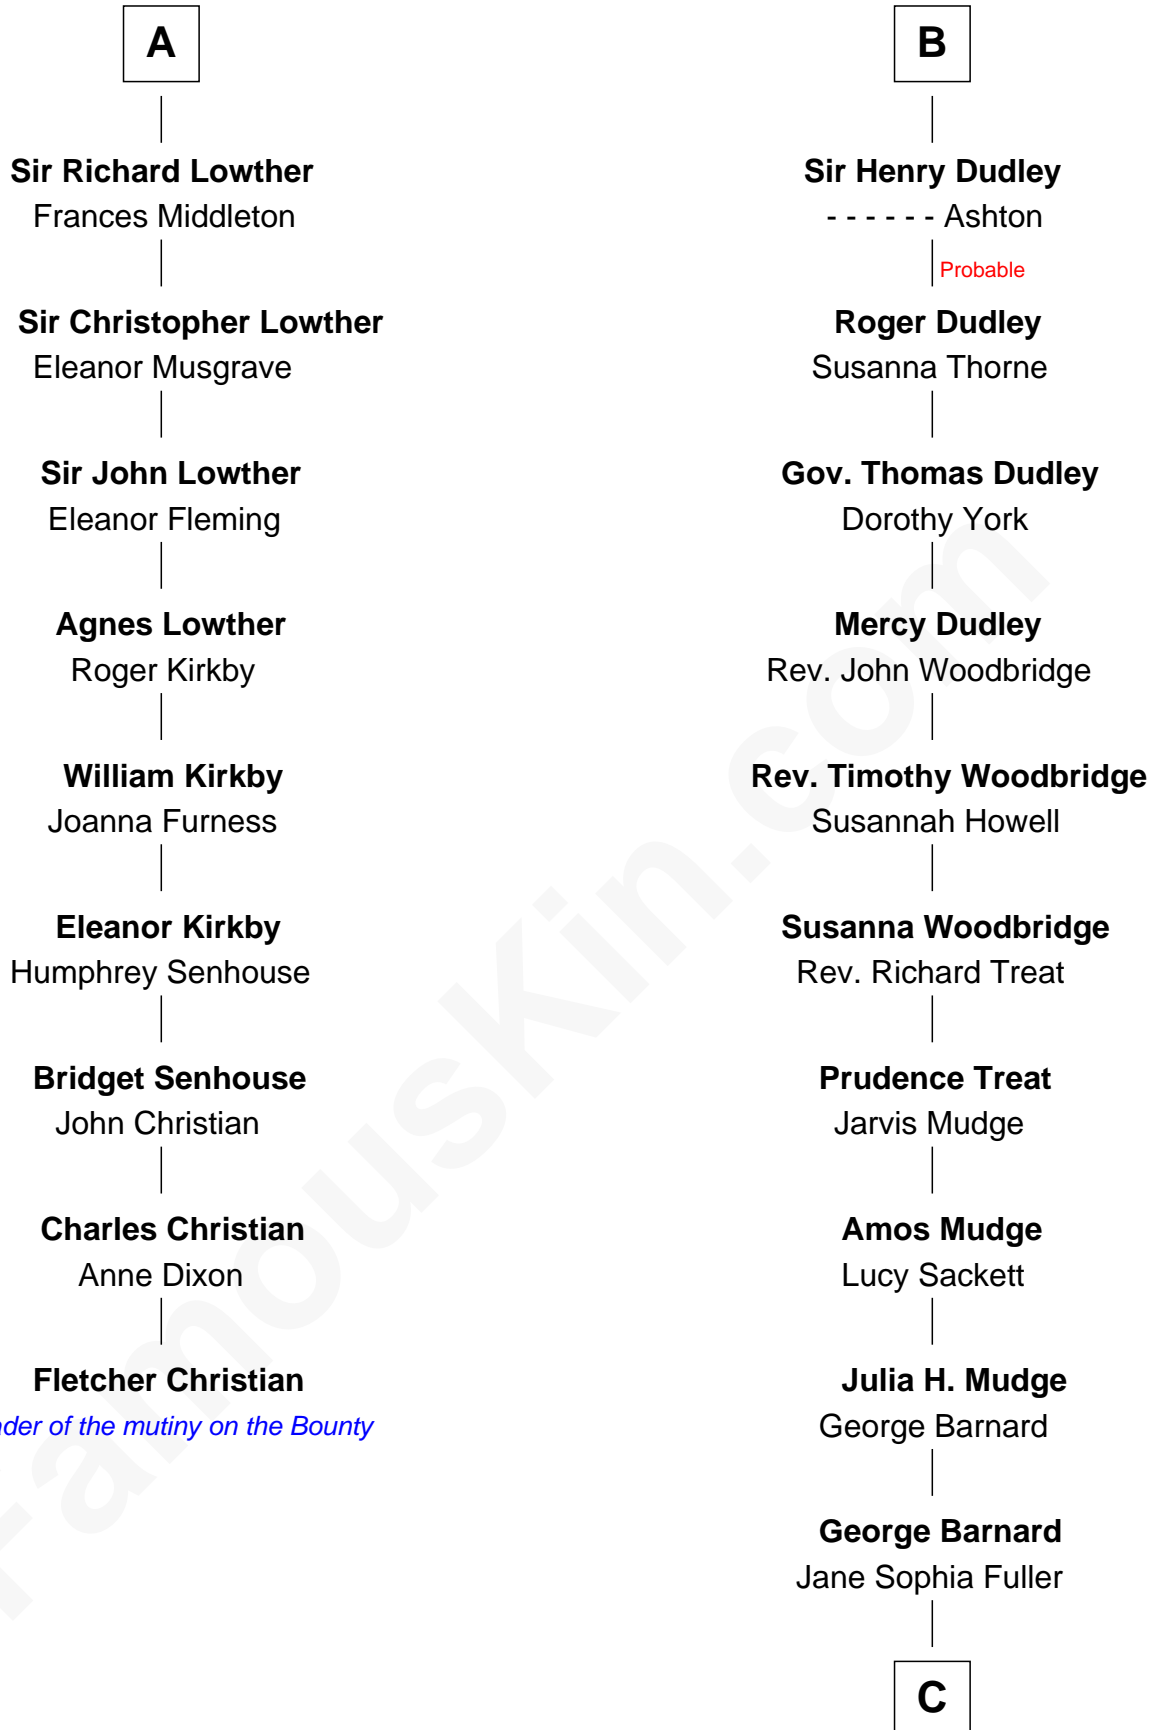 A
Sir Richard Lowther
Frances Middleton
Sir Christopher Lowther
Eleanor Musgrave
Sir John Lowther
Eleanor Fleming
Agnes Lowther
Roger Kirkby
William Kirkby
Joanna Furness
Eleanor Kirkby
Humphrey Senhouse
Bridget Senhouse
John Christian
Charles Christian
Anne Dixon
Fletcher Christian
of the mutiny on the Bounty
B
Sir Henry Dudley
- - - - - - Ashton
Probable
Roger Dudley
Susanna Thorne
Gov. Thomas Dudley
Dorothy York
Mercy Dudley
Rev. John Woodbridge
Rev. Timothy Woodbridge
Susannah Howell
Susanna Woodbridge
Rev. Richard Treat
Prudence Treat
Jarvis Mudge
Amos Mudge
Lucy Sackett
Julia H. Mudge
George Barnard
George Barnard
Jane Sophia Fuller
C
FamousKin.com